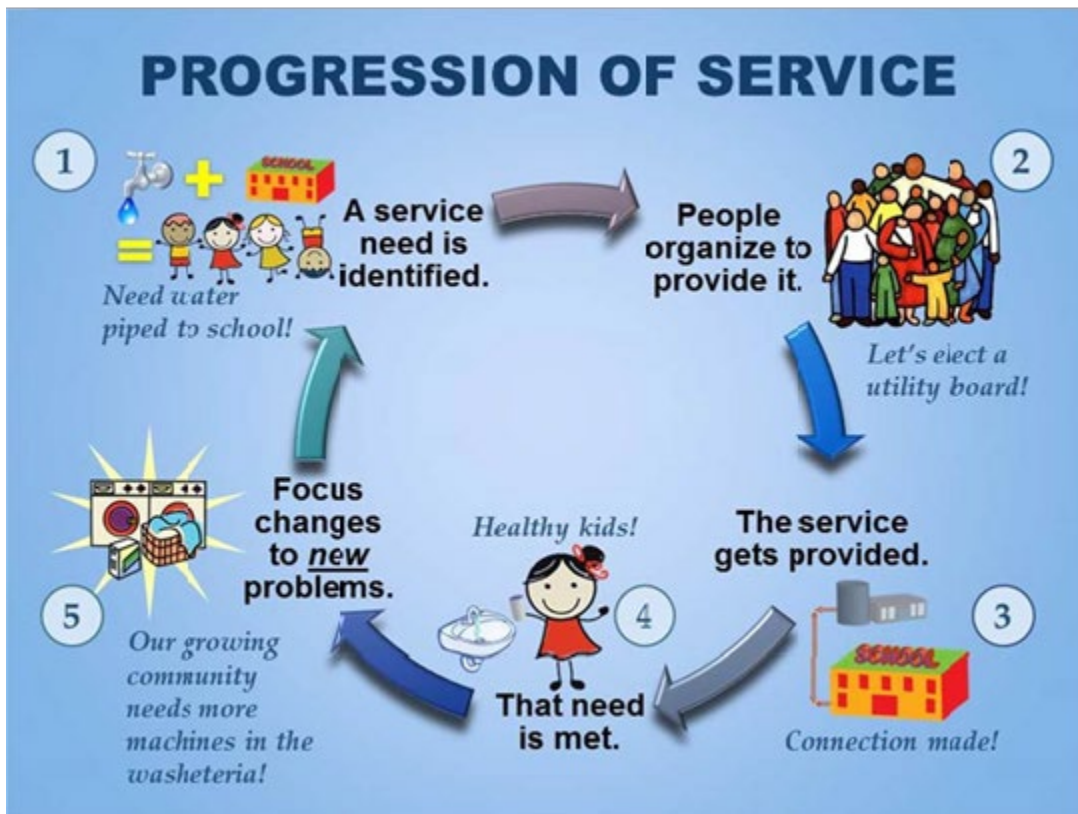 PROGRESSION OF SERVICE
1
SCHOOL
A service
need is
identified.
Need water
piped to school!
2
People
organize to
provide it.
Let's elect a
utility board!
3
The service
gets provided.
SCHOOL
Connection made!
4
Healthy kids!
That need
is met.
5
Focus
changes
to new
problems.
Our growing
community
needs more
machines in the
washeteria!